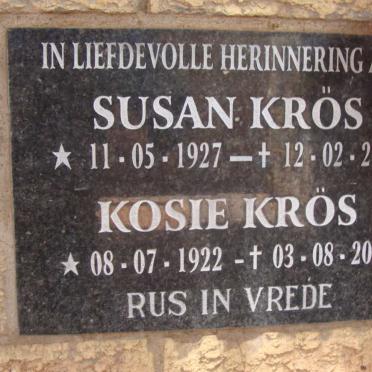 IN LIEFDEVOLLE HERINNERING
SUSAN KRÖS
★ 11-05-1927 — ✝ 12-02-2
KOSIE KRÖS
★ 08-07-1922 - ✝ 03-08-20
RUS IN VREDE